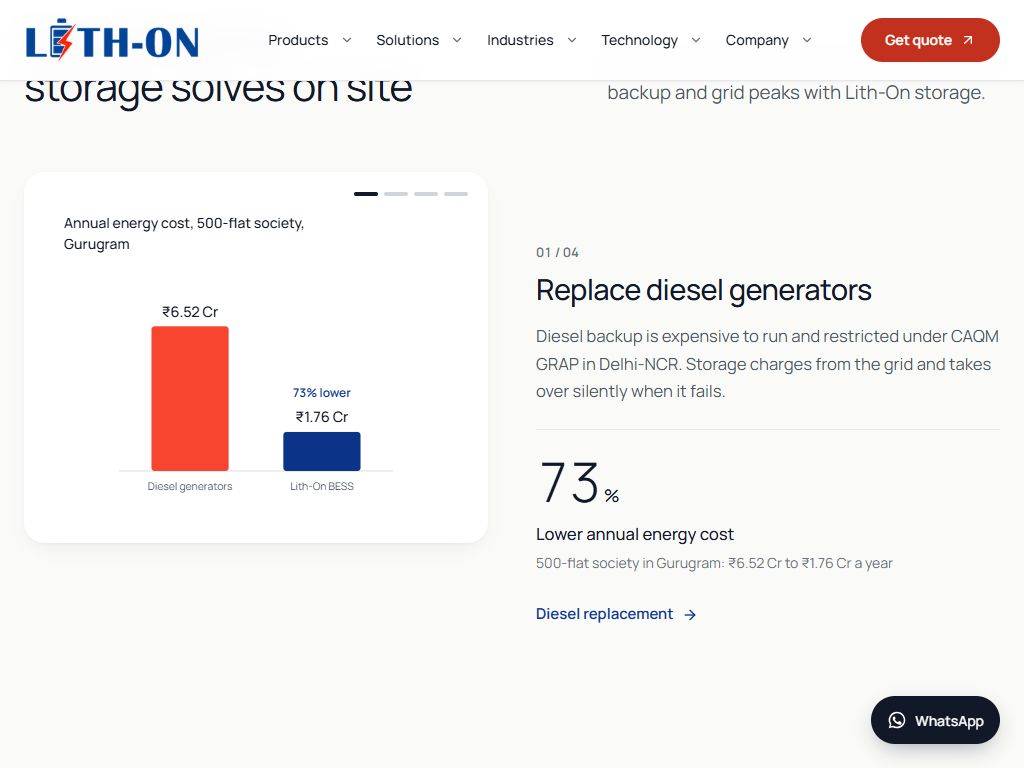 LITH-ON
Products
Solutions
Industries
Technology
Company
Get quote
storage solves on site
backup and grid peaks with Lith-On storage.
Annual energy cost, 500-flat society,
Gurugram
₹6.52 Cr
73% lower
₹1.76 Cr
Diesel generators
Lith-On BESS
01 / 04
Replace diesel generators
Diesel backup is expensive to run and restricted under CAQM
GRAP in Delhi-NCR. Storage charges from the grid and takes
over silently when it fails.
73 %
Lower annual energy cost
500-flat society in Gurugram: ₹6.52 Cr to ₹1.76 Cr a year
Diesel replacement
WhatsApp